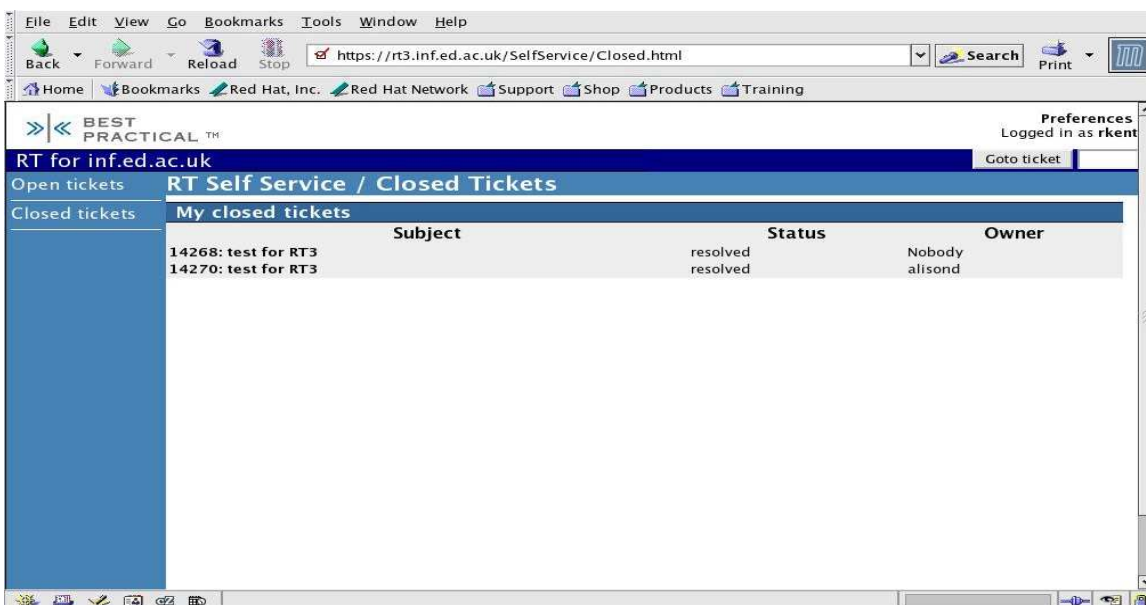 File Edit View Go Bookmarks Tools Window Help
Back Forward Reload Stop https://rt3.inf.ed.ac.uk/SelfService/Closed.html Search Print
Home Bookmarks Red Hat, Inc. Red Hat Network Support Shop Products Training
BEST PRACTICAL ™
Preferences
Logged in as rkent
RT for inf.ed.ac.uk Goto ticket
Open tickets RT Self Service / Closed Tickets
Closed tickets My closed tickets
Subject Status Owner
14268: test for RT3 resolved Nobody
14270: test for RT3 resolved alisond